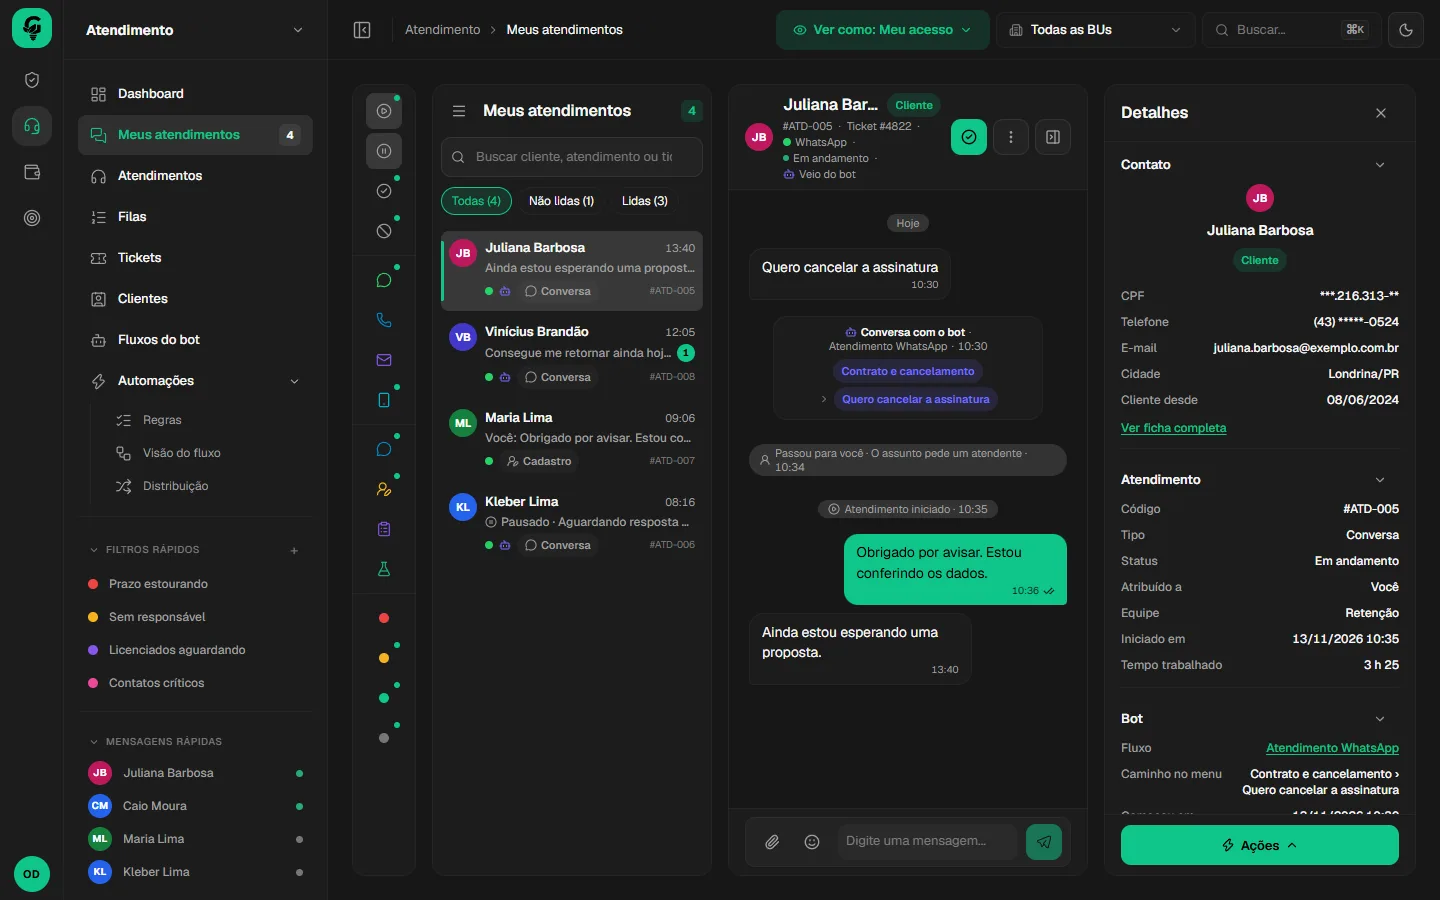 Atendimento
Atendimento
Meus atendimentos
Ver como: Meu acesso
Todas as BUs
Buscar...
⌘K
Dashboard
Meus atendimentos
4
Atendimentos
Filas
Tickets
Clientes
Fluxos do bot
Automações
Regras
Visão do fluxo
Distribuição
FILTROS RÁPIDOS
+
Prazo estourando
Sem responsável
Licenciados aguardando
Contatos críticos
MENSAGENS RÁPIDAS
JB Juliana Barbosa
CM Caio Moura
ML Maria Lima
KL Kleber Lima
OD
Meus atendimentos
4
Buscar cliente, atendimento ou tic
Todas (4)
Não lidas (1)
Lidas (3)
JB
Juliana Barbosa
13:40
Ainda estou esperando uma propost...
Conversa
#ATD-005
VB
Vinícius Brandão
12:05
Consegue me retornar ainda hoj...
1
Conversa
#ATD-008
ML
Maria Lima
09:06
Você: Obrigado por avisar. Estou co...
Cadastro
#ATD-007
KL
Kleber Lima
08:16
Pausado · Aguardando resposta ...
Conversa
#ATD-006
JB
Juliana Bar...
Cliente
#ATD-005 · Ticket #4822 ·
WhatsApp ·
Em andamento ·
Veio do bot
Hoje
Quero cancelar a assinatura
10:30
Conversa com o bot ·
Atendimento WhatsApp · 10:30
Contrato e cancelamento
› Quero cancelar a assinatura
Passou para você · O assunto pede um atendente ·
10:34
Atendimento iniciado · 10:35
Obrigado por avisar. Estou
conferindo os dados.
10:36
Ainda estou esperando uma
proposta.
13:40
Digite uma mensagem...
Detalhes
Contato
JB
Juliana Barbosa
Cliente
CPF ***.216.313-**
Telefone (43) *****-0524
E-mail juliana.barbosa@exemplo.com.br
Cidade Londrina/PR
Cliente desde 08/06/2024
Ver ficha completa
Atendimento
Código #ATD-005
Tipo Conversa
Status Em andamento
Atribuído a Você
Equipe Retenção
Iniciado em 13/11/2026 10:35
Tempo trabalhado 3 h 25
Bot
Fluxo Atendimento WhatsApp
Caminho no menu Contrato e cancelamento ›
Quero cancelar a assinatura
Ações